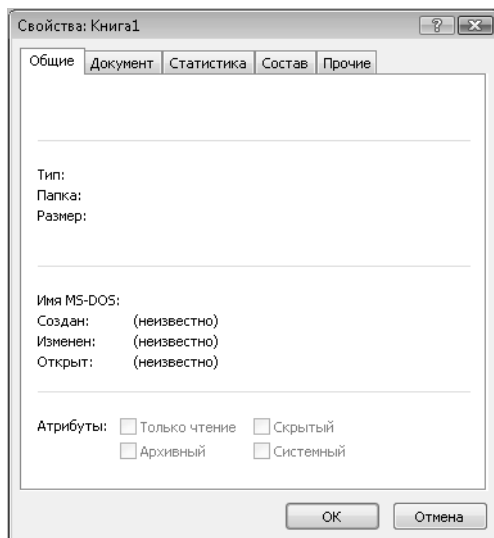 Свойства: Книга1
Общие Документ Статистика Состав Прочие
Тип:
Папка:
Размер:
Имя MS-DOS:
Создан: (неизвестно)
Изменен: (неизвестно)
Открыт: (неизвестно)
Атрибуты: Только чтение Скрытый
Архивный Системный
ОК Отмена